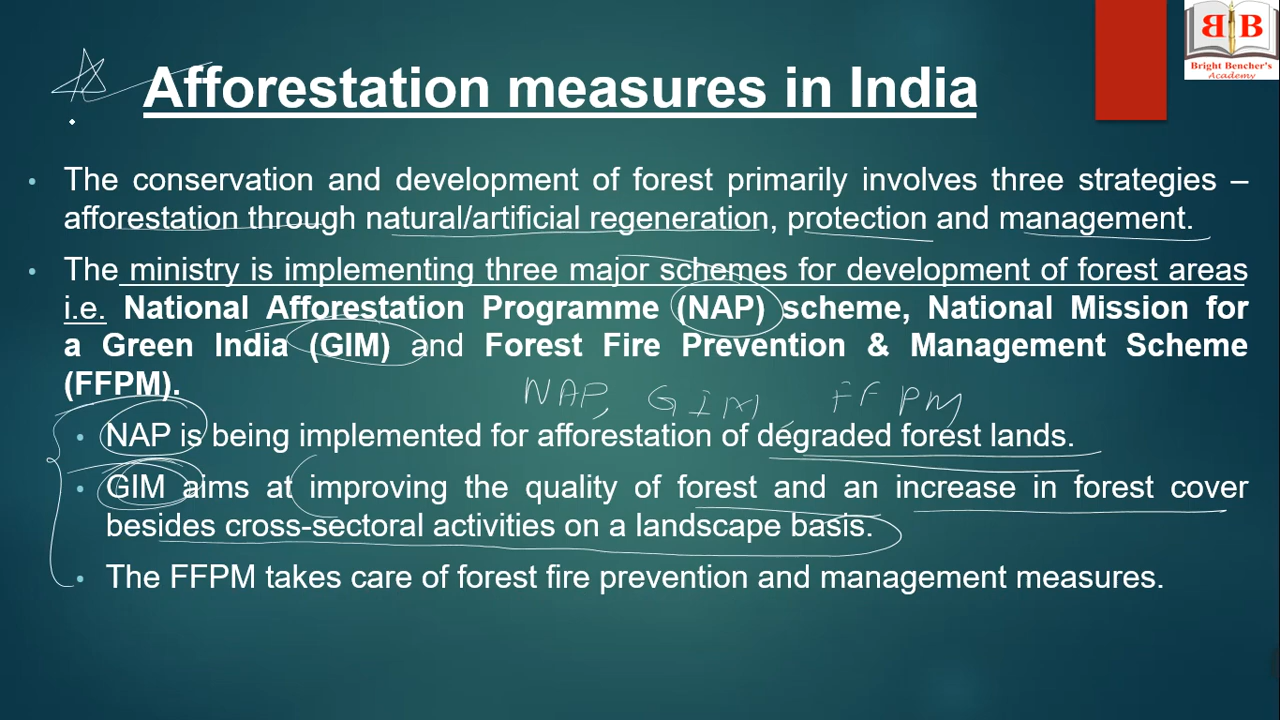 BB
Bright Bencher's
Academy
Afforestation measures in India
• The conservation and development of forest primarily involves three strategies –
afforestation through natural/artificial regeneration, protection and management.
• The ministry is implementing three major schemes for development of forest areas
i.e. National Afforestation Programme (NAP) scheme, National Mission for
a Green India (GIM) and Forest Fire Prevention & Management Scheme
(FFPM).
NAP, GIM FFPM
• NAP is being implemented for afforestation of degraded forest lands.
• GIM aims at improving the quality of forest and an increase in forest cover
besides cross-sectoral activities on a landscape basis.
• The FFPM takes care of forest fire prevention and management measures.